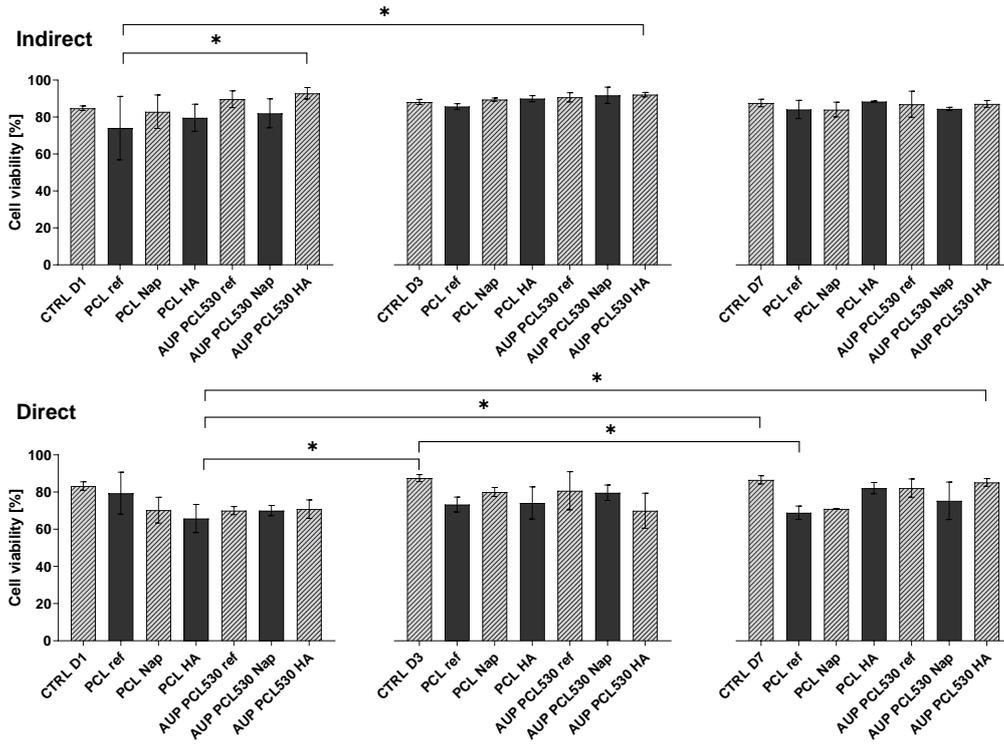 *
Indirect
*
Cell viability [%]
100
80
60
40
20
0
CTRL D1
PCL ref
PCL Nap
PCL HA
AUP PCL530 ref
AUP PCL530 Nap
AUP PCL530 HA
CTRL D3
PCL ref
PCL Nap
PCL HA
AUP PCL530 ref
AUP PCL530 Nap
AUP PCL530 HA
CTRL D7
PCL ref
PCL Nap
PCL HA
AUP PCL530 ref
AUP PCL530 Nap
AUP PCL530 HA
*
Direct
*
*
*
Cell viability [%]
100
80
60
40
20
0
CTRL D1
PCL ref
PCL Nap
PCL HA
AUP PCL530 ref
AUP PCL530 Nap
AUP PCL530 HA
CTRL D3
PCL ref
PCL Nap
PCL HA
AUP PCL530 ref
AUP PCL530 Nap
AUP PCL530 HA
CTRL D7
PCL ref
PCL Nap
PCL HA
AUP PCL530 ref
AUP PCL530 Nap
AUP PCL530 HA